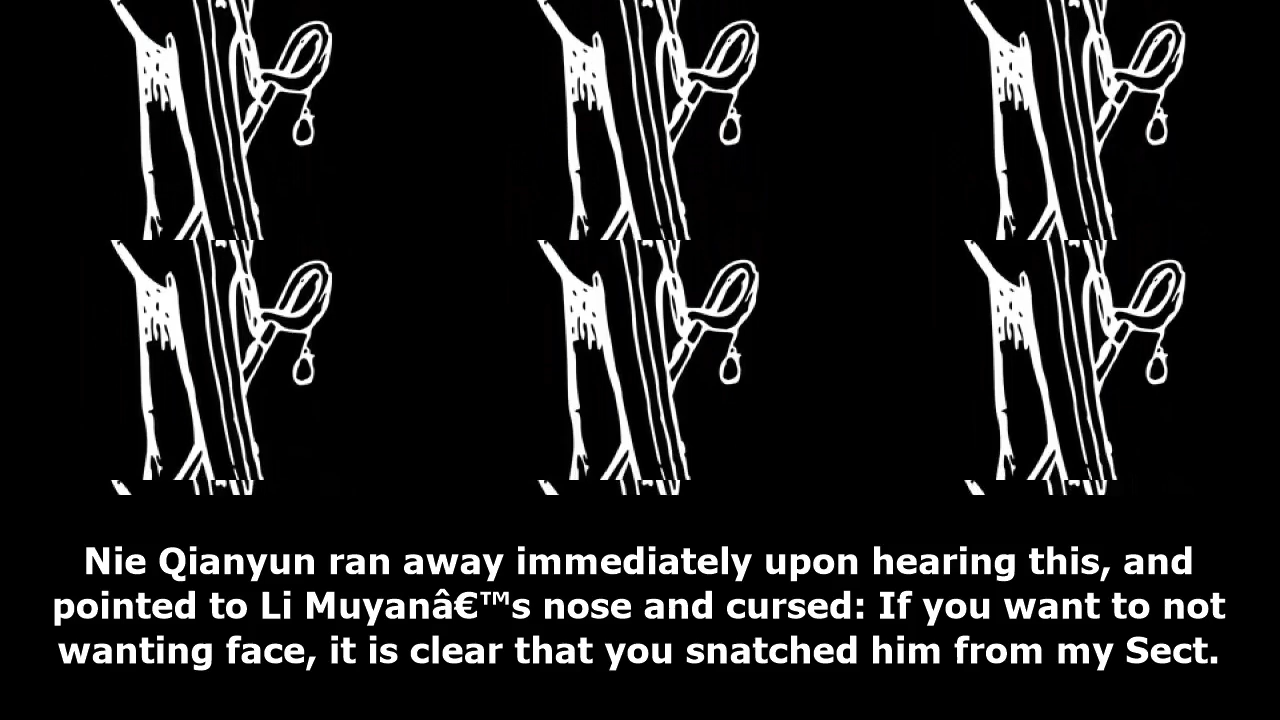 Nie Qianyun ran away immediately upon hearing this, and
pointed to Li Muyanâ€™s nose and cursed: If you want to not
wanting face, it is clear that you snatched him from my Sect.